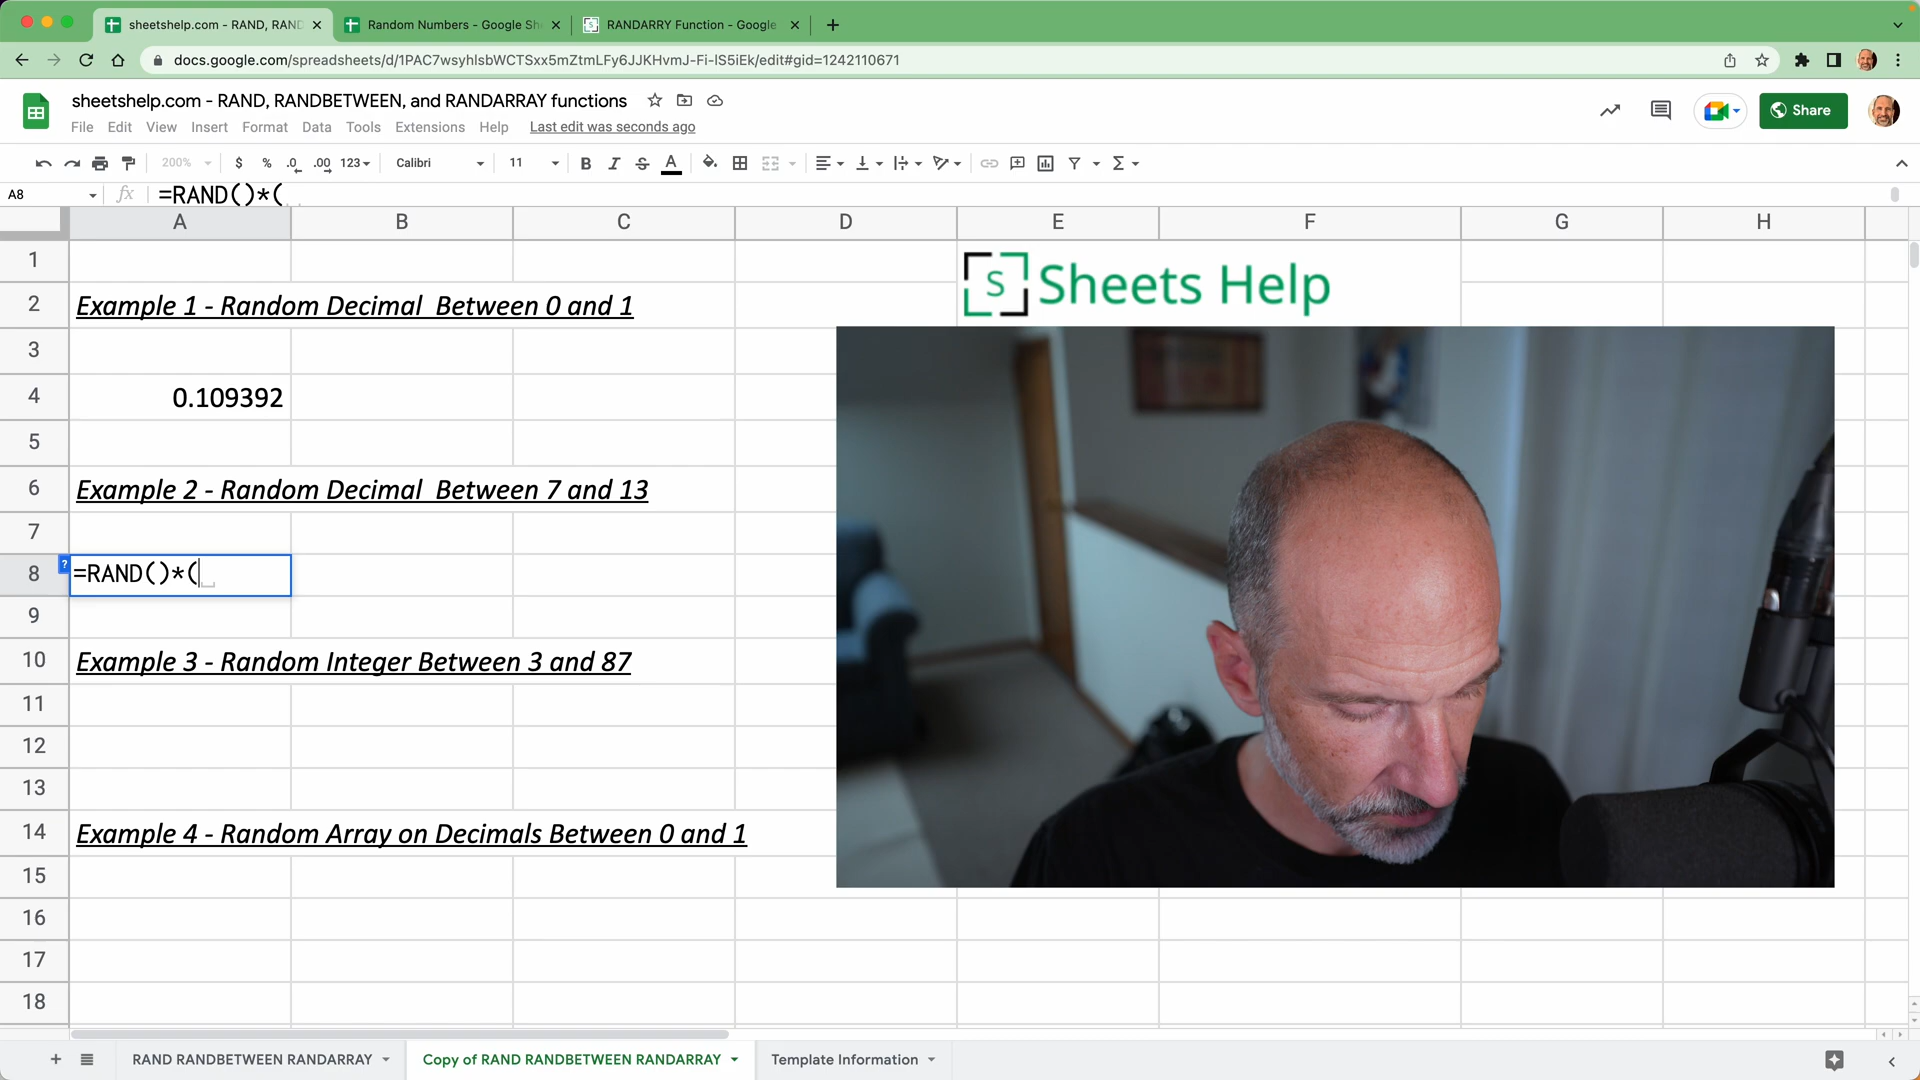 sheetshelp.com - RAND, RAND
Random Numbers - Google Sh
RANDARRY Function - Google
docs.google.com/spreadsheets/d/1PAC7wsyhlsbWCTSxx5mZtmLFy6JJKHvmJ-Fi-lS5iEk/edit#gid=1242110671
sheetshelp.com - RAND, RANDBETWEEN, and RANDARRAY functions
Share
File Edit View Insert Format Data Tools Extensions Help Last edit was seconds ago
200% $ % .0 .00 123 Calibri 11 B I S A Σ
A8 fx =RAND()*(
A B C D E F G H
1
S Sheets Help
2 Example 1 - Random Decimal  Between 0 and 1
3
4 0.109392
5
6 Example 2 - Random Decimal  Between 7 and 13
7
8 ? =RAND()*(
9
10 Example 3 - Random Integer Between 3 and 87
11
12
13
14 Example 4 - Random Array on Decimals Between 0 and 1
15
16
17
18
RAND RANDBETWEEN RANDARRAY Copy of RAND RANDBETWEEN RANDARRAY Template Information